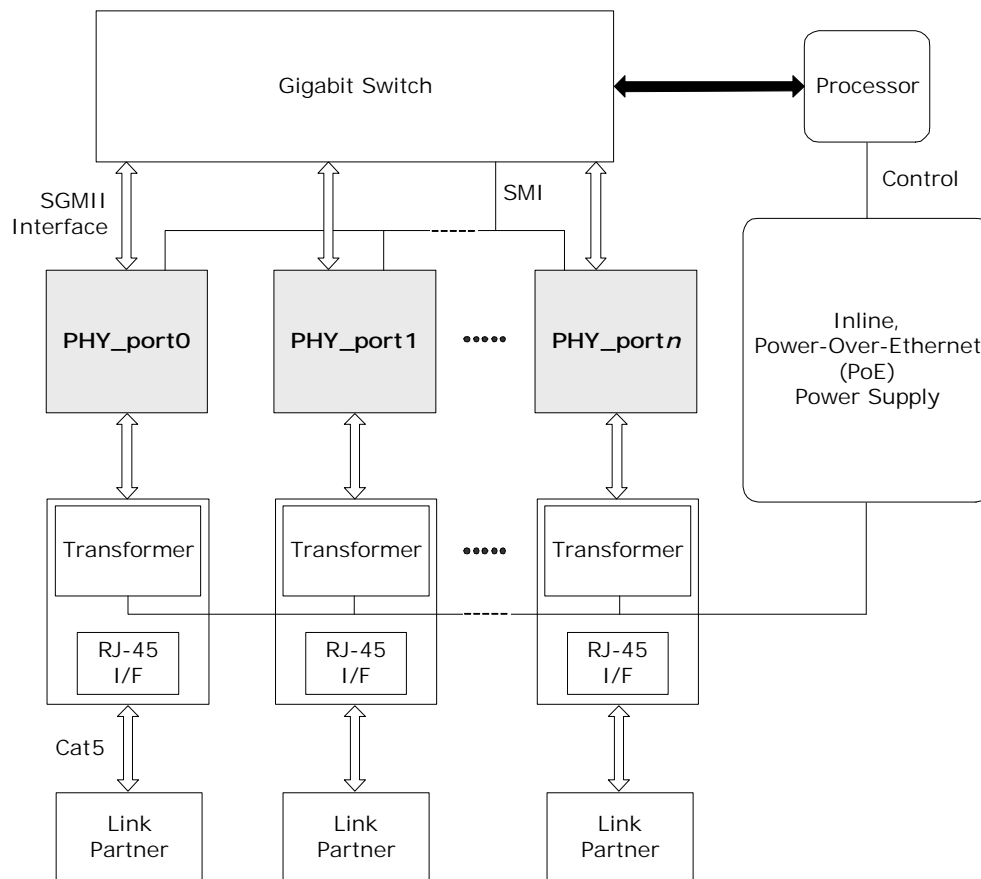 Gigabit Switch
Processor
SGMII
Interface
SMI
Control
PHY_port0
PHY_port1
PHY_portn
Inline,
Power-Over-Ethernet
(PoE)
Power Supply
Transformer
Transformer
Transformer
RJ-45
I/F
RJ-45
I/F
RJ-45
I/F
Cat5
Link
Partner
Link
Partner
Link
Partner